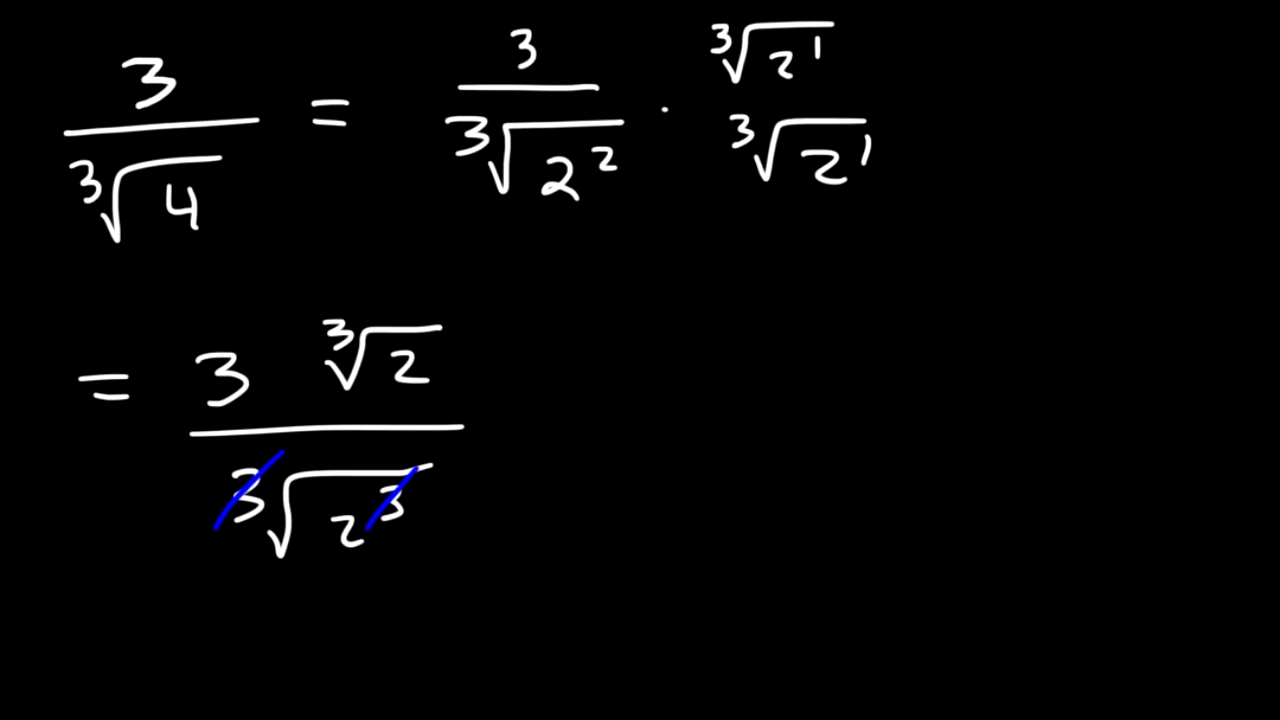 3/∛4 = 3/∛2² · ∛2¹/∛2¹
= 3 ∛2/∛2³